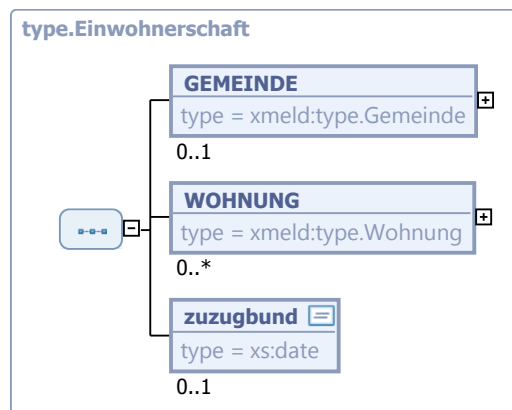 type.Einwohnerschaft
GEMEINDE
type = xmeld:type.Gemeinde
0..1
WOHNUNG
type = xmeld:type.Wohnung
0..*
zuzugbund
type = xs:date
0..1